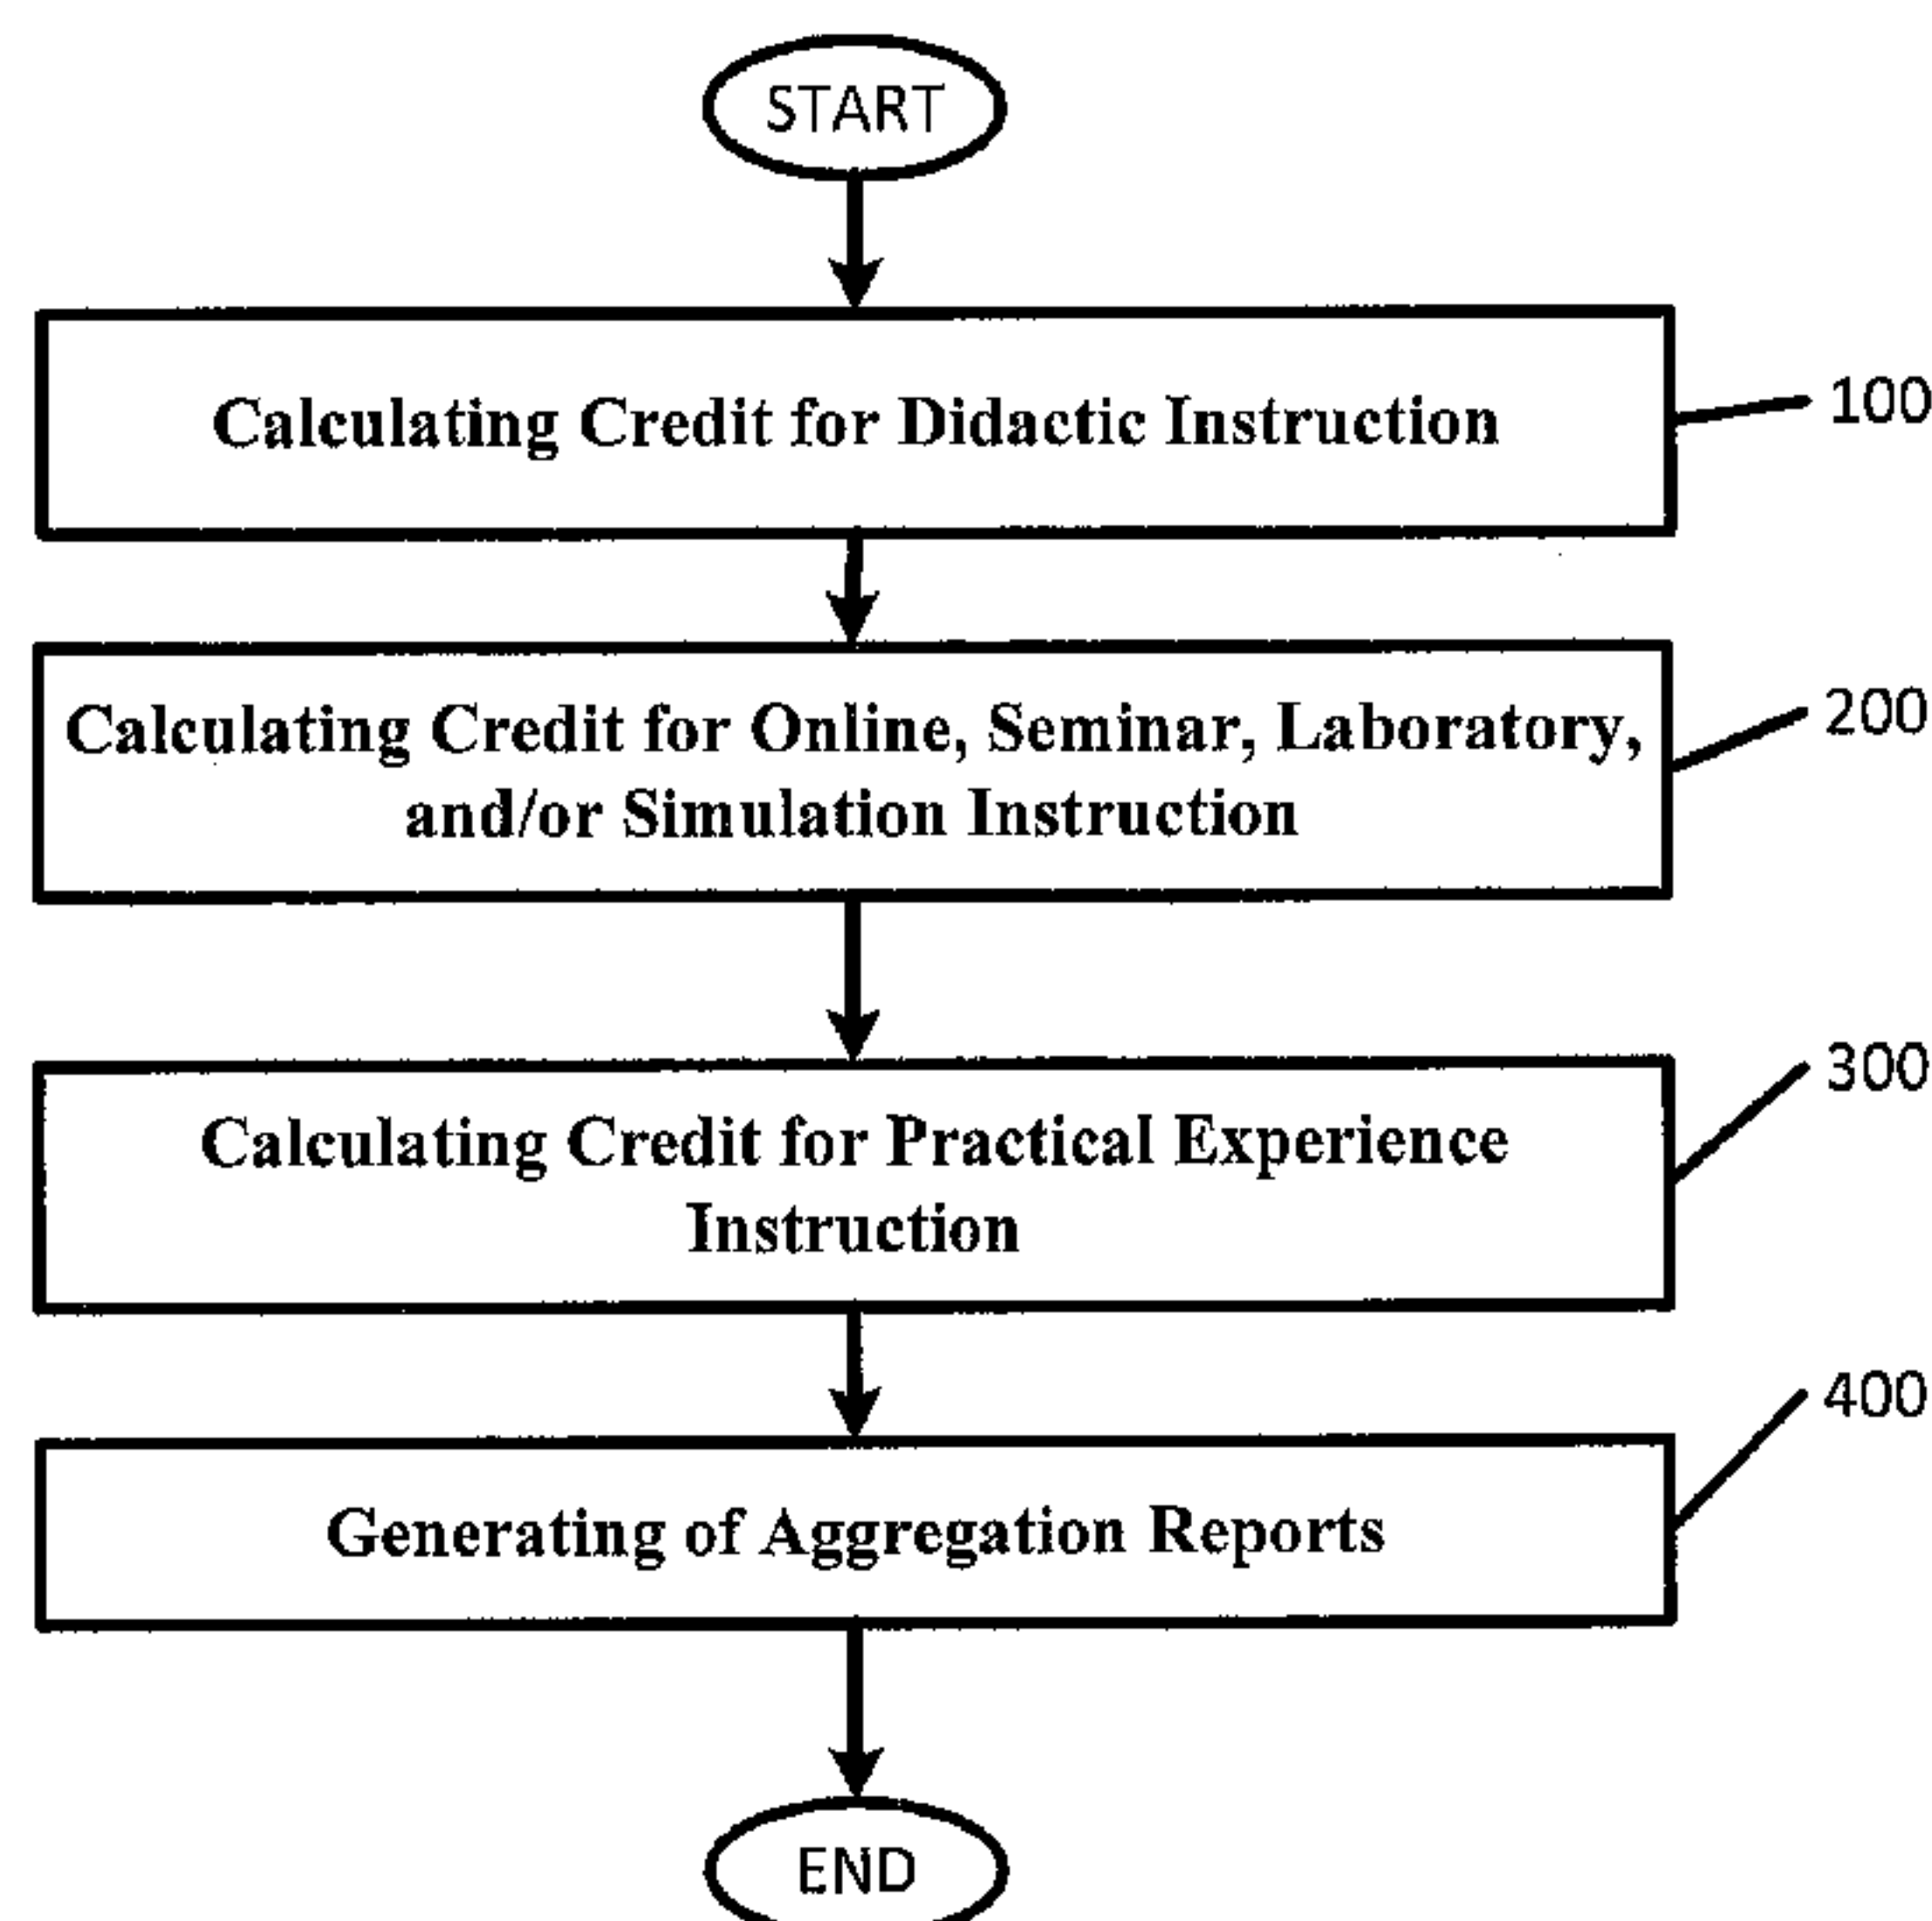 START
Calculating Credit for Didactic Instruction
100
Calculating Credit for Online, Seminar, Laboratory,
and/or Simulation Instruction
200
Calculating Credit for Practical Experience
Instruction
300
Generating of Aggregation Reports
400
END